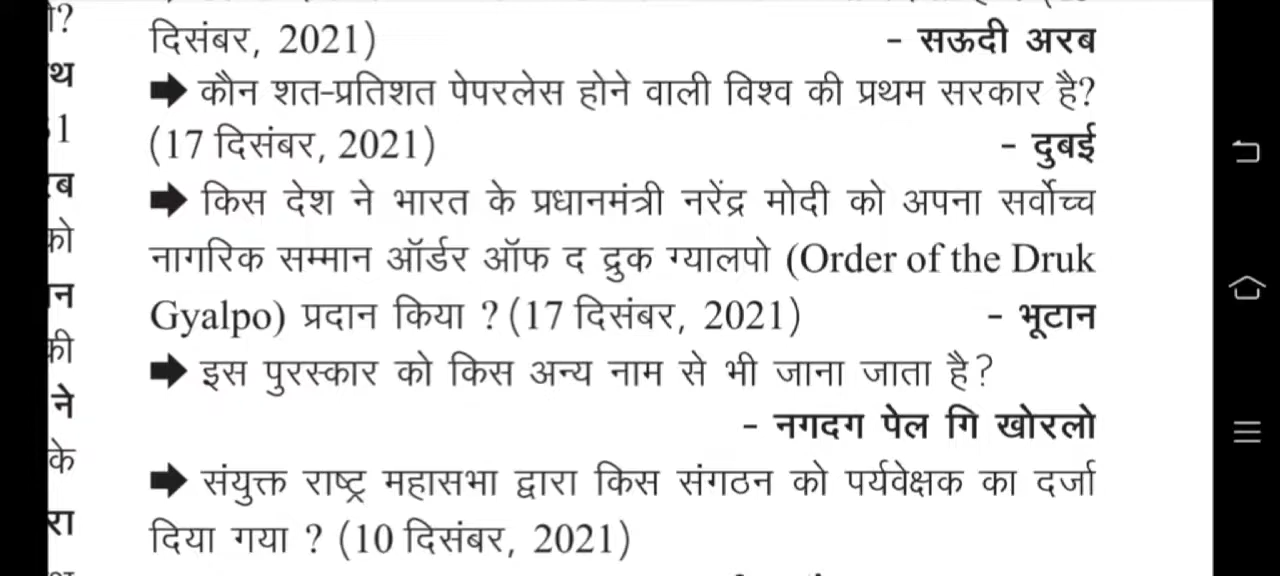 दिसंबर, 2021) - सऊदी अरब
➡ कौन शत-प्रतिशत पेपरलेस होने वाली विश्व की प्रथम सरकार है?
(17 दिसंबर, 2021) - दुबई
➡ किस देश ने भारत के प्रधानमंत्री नरेंद्र मोदी को अपना सर्वोच्च
नागरिक सम्मान ऑर्डर ऑफ द द्रुक ग्यालपो (Order of the Druk
Gyalpo) प्रदान किया ? (17 दिसंबर, 2021) - भूटान
➡ इस पुरस्कार को किस अन्य नाम से भी जाना जाता है?
- नगदग पेल गि खोरलो
➡ संयुक्त राष्ट्र महासभा द्वारा किस संगठन को पर्यवेक्षक का दर्जा
दिया गया ? (10 दिसंबर, 2021)